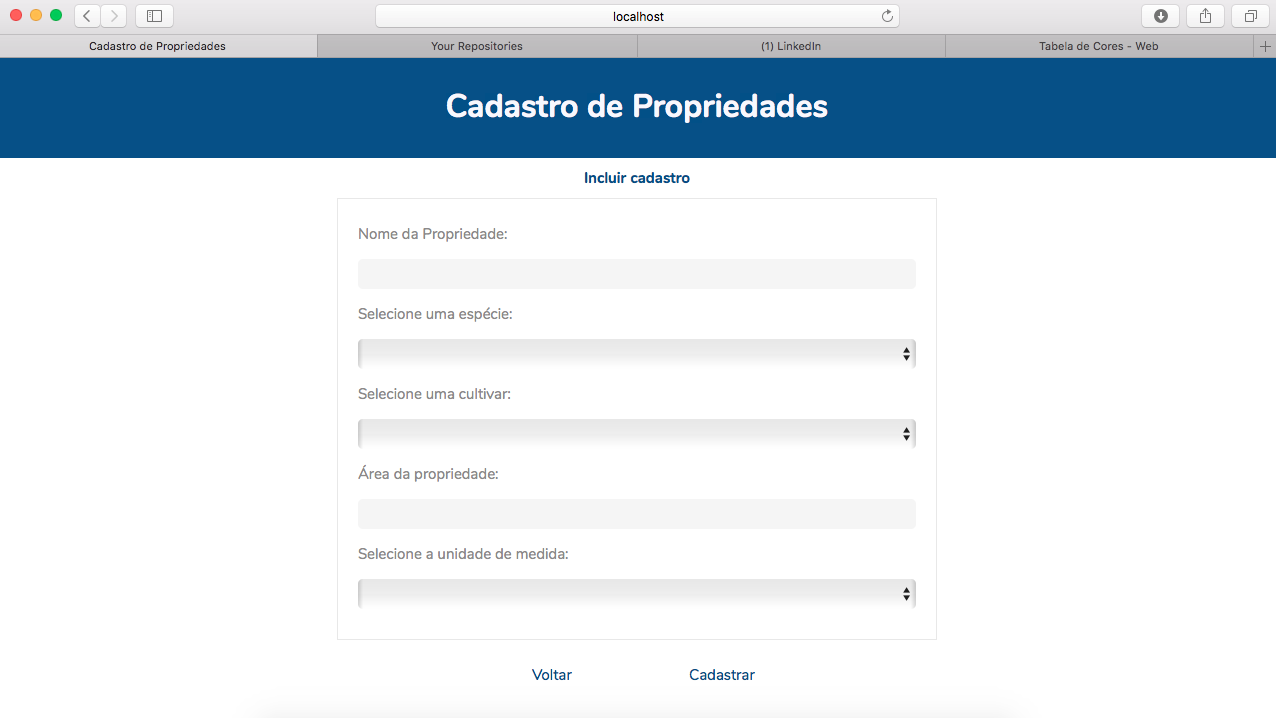 localhost
Cadastro de Propriedades
Your Repositories
(1) LinkedIn
Tabela de Cores - Web
Cadastro de Propriedades
Incluir cadastro
Nome da Propriedade:
Selecione uma espécie:
Selecione uma cultivar:
Área da propriedade:
Selecione a unidade de medida:
Voltar
Cadastrar